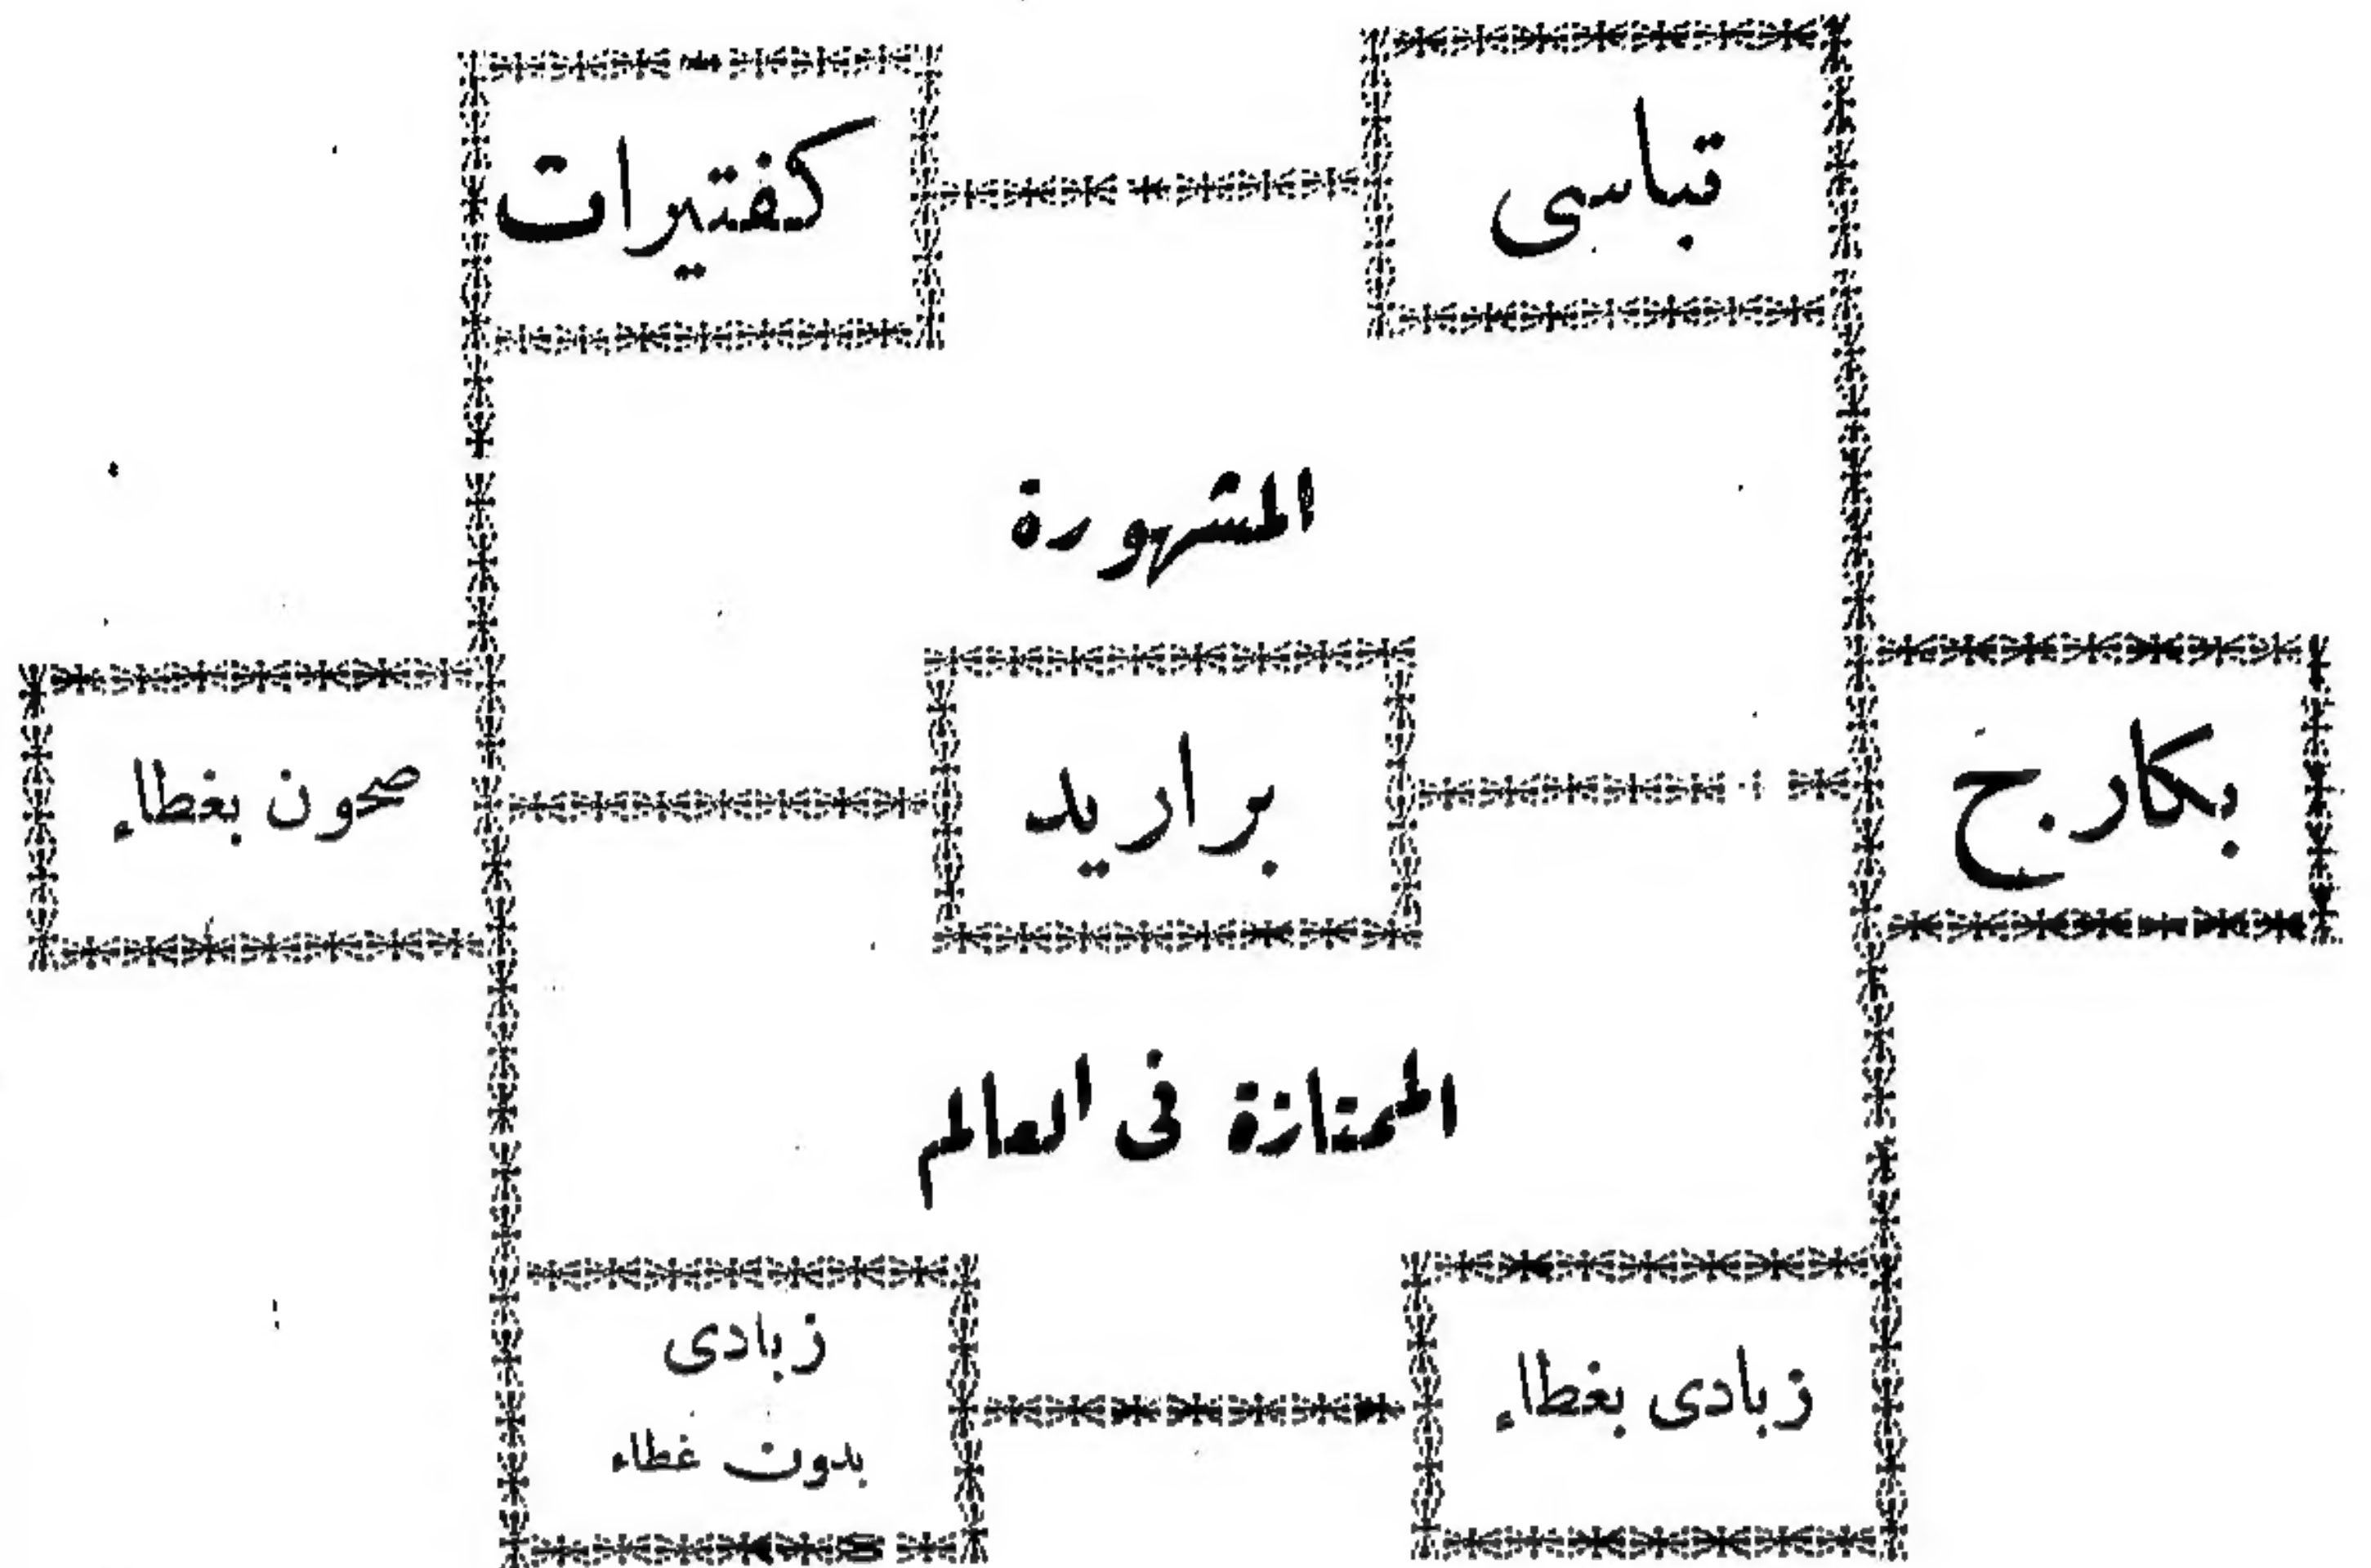 تباسى
كفتيرات
المشهورة
بكارج
براريد
صحون بغطاء
الممتازة فى العالم
زبادى بغطاء
زبادى
بدون غطاء